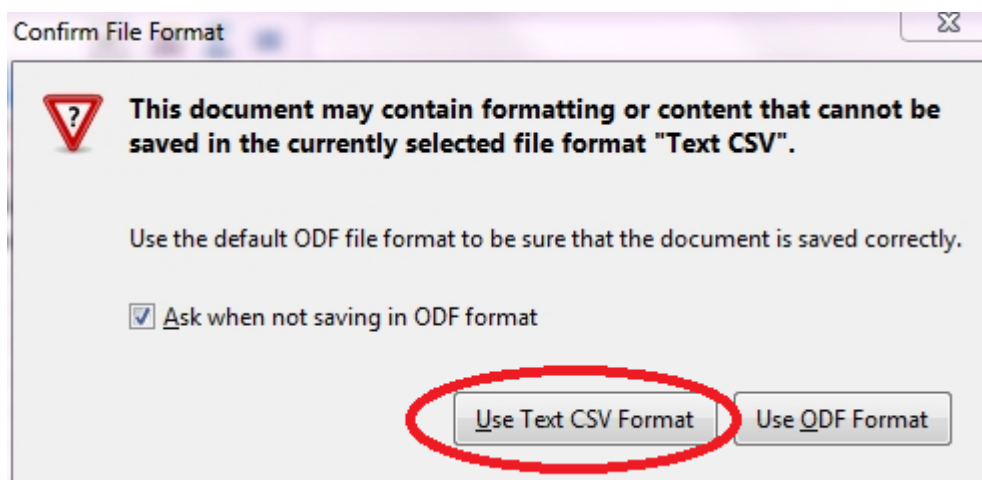 Confirm File Format
This document may contain formatting or content that cannot be
saved in the currently selected file format "Text CSV".
Use the default ODF file format to be sure that the document is saved correctly.
Ask when not saving in ODF format
Use Text CSV Format
Use ODF Format